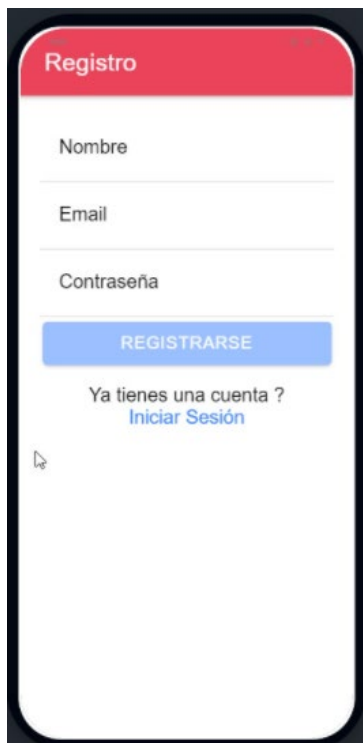 Registro
Nombre
Email
Contraseña
REGISTRARSE
Ya tienes una cuenta ?
Iniciar Sesión